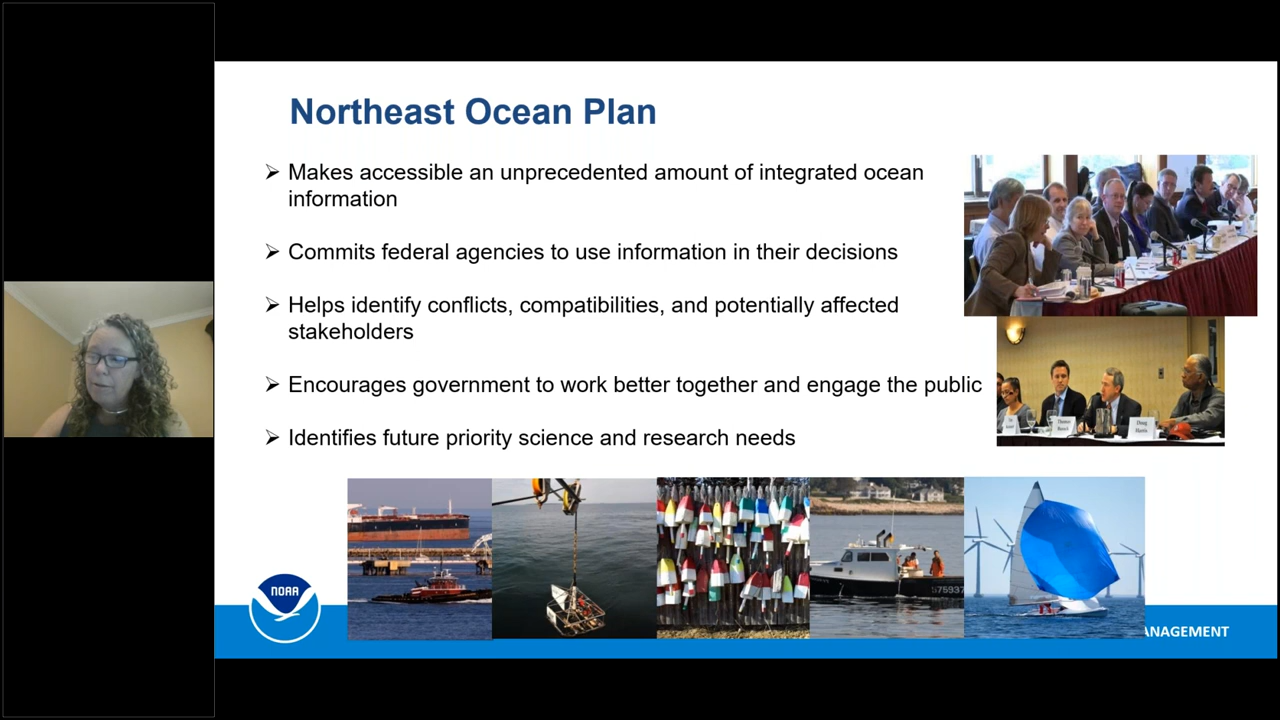 Northeast Ocean Plan
➢ Makes accessible an unprecedented amount of integrated ocean
information
➢ Commits federal agencies to use information in their decisions
➢ Helps identify conflicts, compatibilities, and potentially affected
stakeholders
➢ Encourages government to work better together and engage the public
➢ Identifies future priority science and research needs
Doug
Harris
NOAA
ANAGEMENT